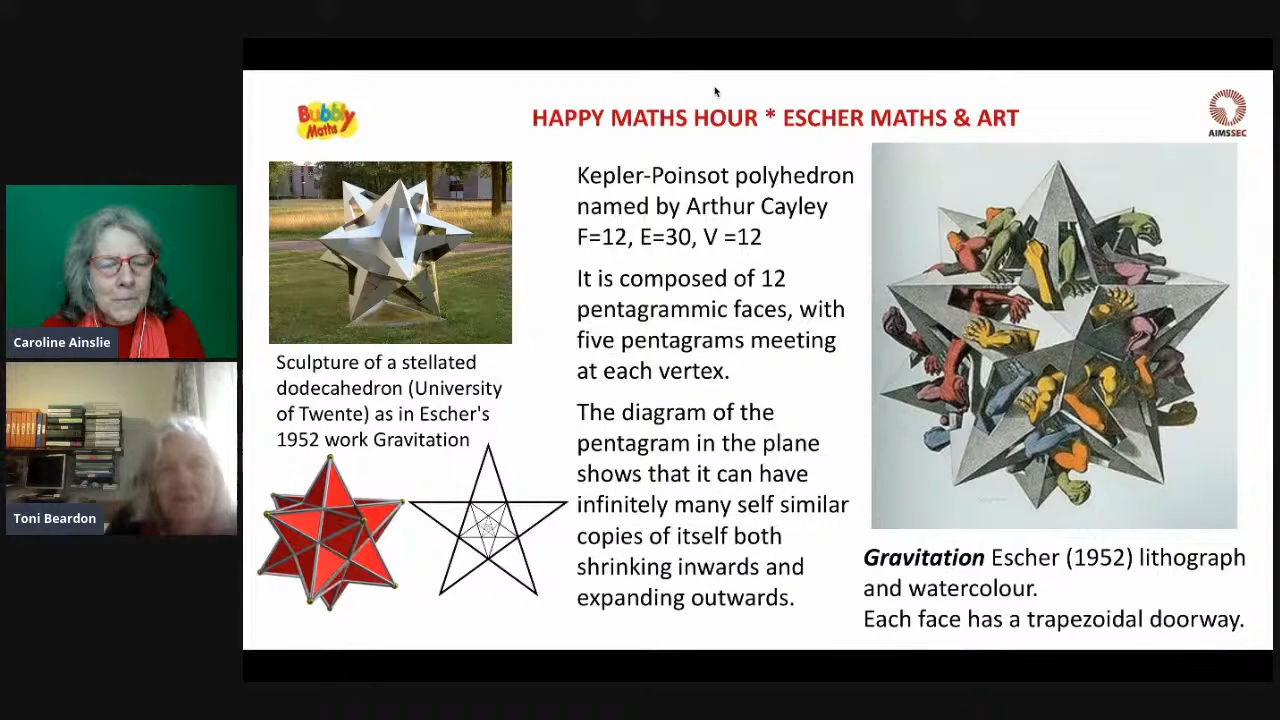 Bubbly
Maths
HAPPY MATHS HOUR * ESCHER MATHS & ART
AIMSSEC
Caroline Ainslie
Toni Beardon
Sculpture of a stellated
dodecahedron (University
of Twente) as in Escher's
1952 work Gravitation
Kepler-Poinsot polyhedron
named by Arthur Cayley
F=12, E=30, V =12
It is composed of 12
pentagrammic faces, with
five pentagrams meeting
at each vertex.
The diagram of the
pentagram in the plane
shows that it can have
infinitely many self similar
copies of itself both
shrinking inwards and
expanding outwards.
Gravitation Escher (1952) lithograph
and watercolour.
Each face has a trapezoidal doorway.